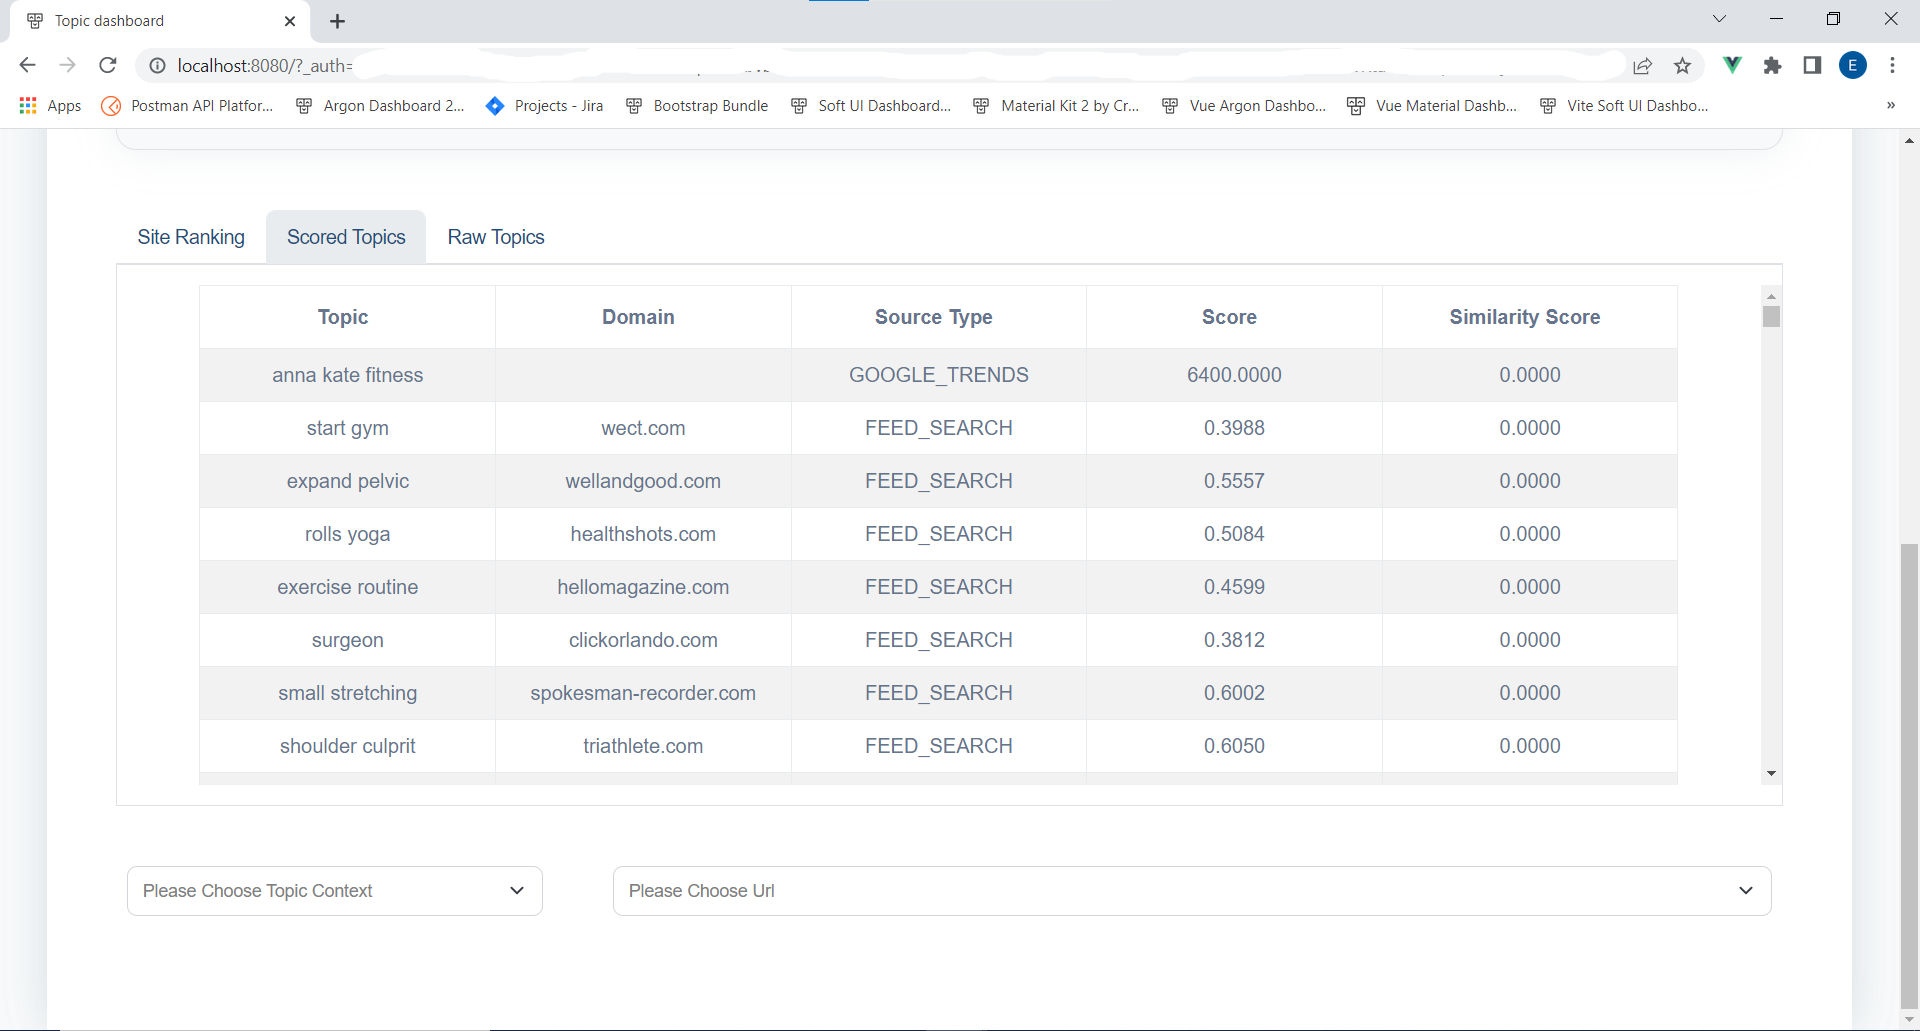 Topic dashboard
localhost:8080/?_auth=
Apps Postman API Platfor... Argon Dashboard 2... Projects - Jira Bootstrap Bundle Soft UI Dashboard... Material Kit 2 by Cr... Vue Argon Dashbo... Vue Material Dashb... Vite Soft UI Dashbo... »
E
Site Ranking Scored Topics Raw Topics
Topic Domain Source Type Score Similarity Score
anna kate fitness GOOGLE_TRENDS 6400.0000 0.0000
start gym wect.com FEED_SEARCH 0.3988 0.0000
expand pelvic wellandgood.com FEED_SEARCH 0.5557 0.0000
rolls yoga healthshots.com FEED_SEARCH 0.5084 0.0000
exercise routine hellomagazine.com FEED_SEARCH 0.4599 0.0000
surgeon clickorlando.com FEED_SEARCH 0.3812 0.0000
small stretching spokesman-recorder.com FEED_SEARCH 0.6002 0.0000
shoulder culprit triathlete.com FEED_SEARCH 0.6050 0.0000
Please Choose Topic Context Please Choose Url